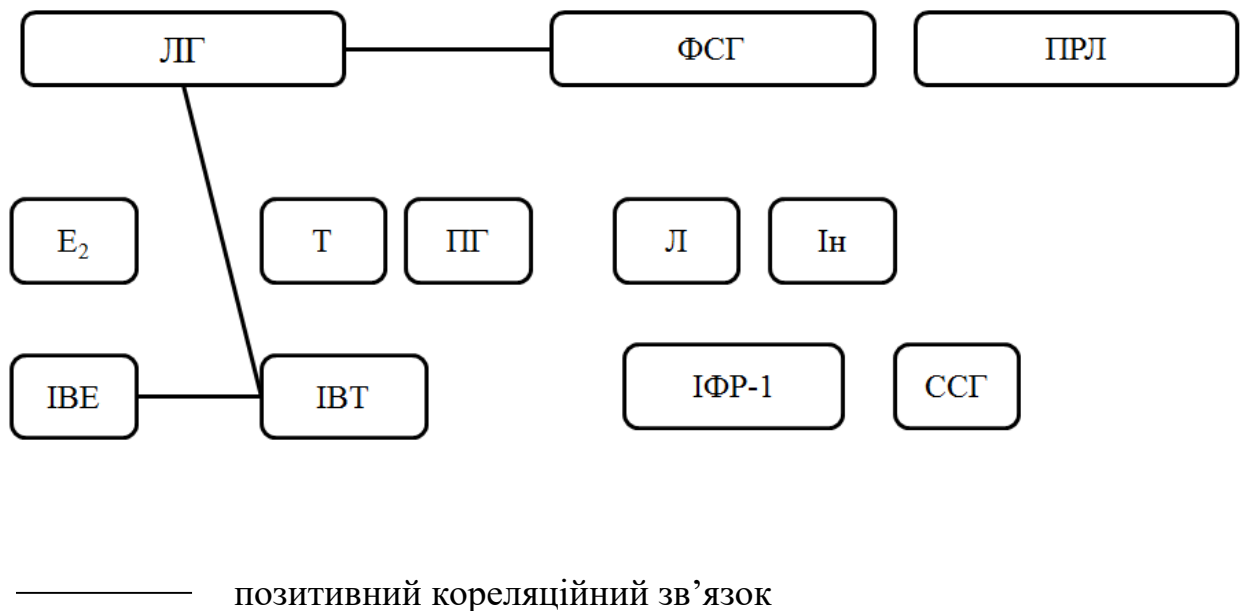 ЛГ ФСГ ПРЛ
Е₂ Т ПГ Л Ін
ІВЕ ІВТ ІФР-1 ССГ
позитивний кореляційний зв’язок